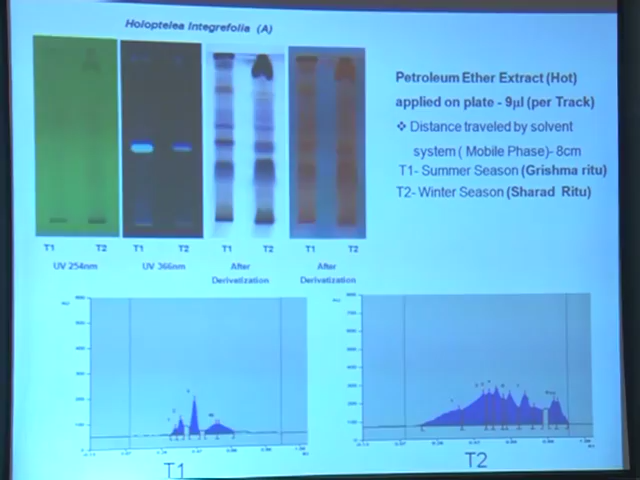 Holoptelea Integrefolia (A)
Petroleum Ether Extract (Hot)
applied on plate - 9µl (per Track)
❖ Distance traveled by solvent
system ( Mobile Phase)- 8cm
T1- Summer Season (Grishma ritu)
T2- Winter Season (Sharad Ritu)
T1 T2 T1 T2 T1 T2 T1 T2
UV 254nm UV 366nm After After
Derivatization Derivatization
T1 T2